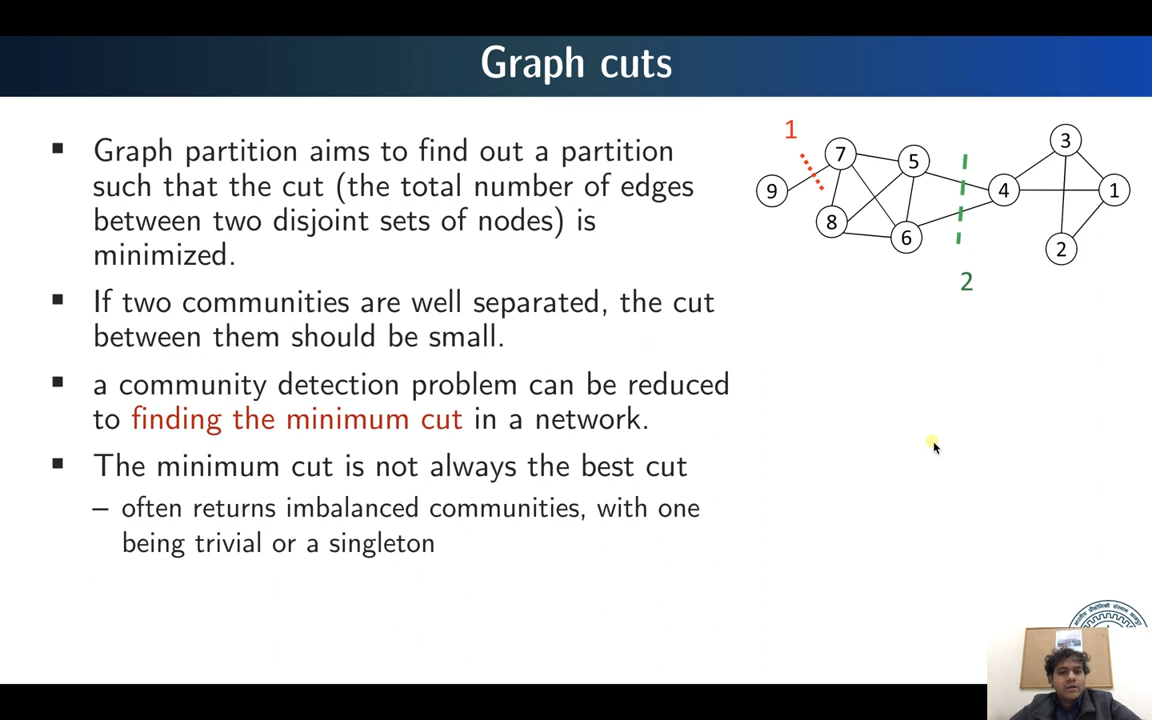 Graph cuts
▪ Graph partition aims to find out a partition
such that the cut (the total number of edges
between two disjoint sets of nodes) is
minimized.
▪ If two communities are well separated, the cut
between them should be small.
▪ a community detection problem can be reduced
to finding the minimum cut in a network.
▪ The minimum cut is not always the best cut
– often returns imbalanced communities, with one
being trivial or a singleton
1
3
7
5
9
4
1
8
6
2
2